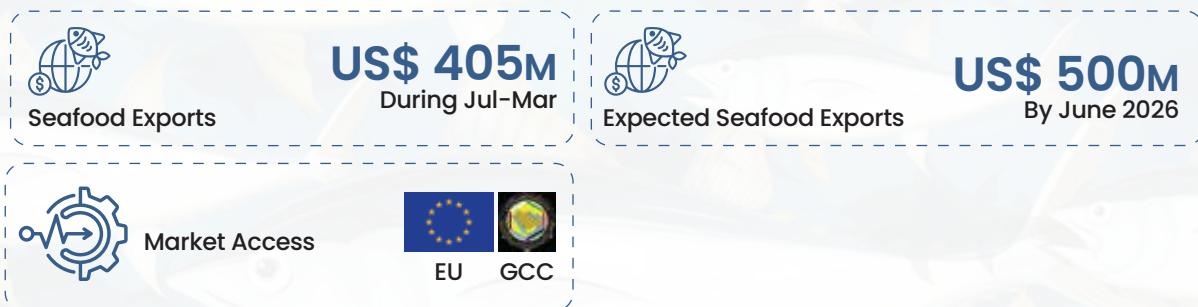 US$ 405M
During Jul-Mar
Seafood Exports
US$ 500M
By June 2026
Expected Seafood Exports
Market Access
EU
GCC